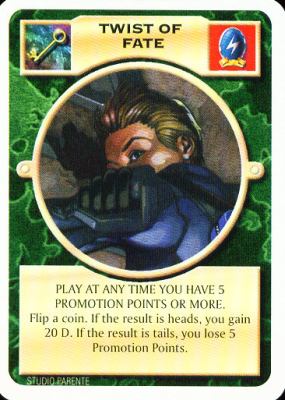 TWIST OF
FATE
PLAY AT ANY TIME YOU HAVE 5
PROMOTION POINTS OR MORE.
Flip a coin. If the result is heads, you gain
20 D. If the result is tails, you lose 5
Promotion Points.
STUDIO PARENTE